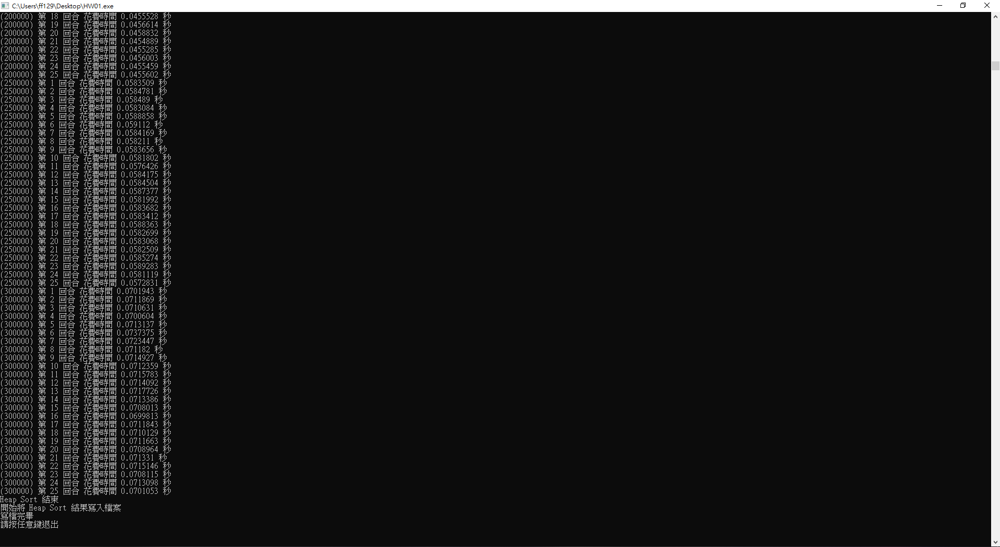 C:\Users\ff129\Desktop\HW01.exe
(200000) 第 18 回合 花費時間 0.0455528 秒
(200000) 第 19 回合 花費時間 0.0456614 秒
(200000) 第 20 回合 花費時間 0.0458832 秒
(200000) 第 21 回合 花費時間 0.0454889 秒
(200000) 第 22 回合 花費時間 0.0455285 秒
(200000) 第 23 回合 花費時間 0.0456003 秒
(200000) 第 24 回合 花費時間 0.0455459 秒
(200000) 第 25 回合 花費時間 0.0455602 秒
(250000) 第 1 回合 花費時間 0.0583509 秒
(250000) 第 2 回合 花費時間 0.0584781 秒
(250000) 第 3 回合 花費時間 0.058489 秒
(250000) 第 4 回合 花費時間 0.0583084 秒
(250000) 第 5 回合 花費時間 0.0588858 秒
(250000) 第 6 回合 花費時間 0.059112 秒
(250000) 第 7 回合 花費時間 0.0584169 秒
(250000) 第 8 回合 花費時間 0.058211 秒
(250000) 第 9 回合 花費時間 0.0583656 秒
(250000) 第 10 回合 花費時間 0.0581802 秒
(250000) 第 11 回合 花費時間 0.0576426 秒
(250000) 第 12 回合 花費時間 0.0584175 秒
(250000) 第 13 回合 花費時間 0.0584504 秒
(250000) 第 14 回合 花費時間 0.0587377 秒
(250000) 第 15 回合 花費時間 0.0581992 秒
(250000) 第 16 回合 花費時間 0.0583682 秒
(250000) 第 17 回合 花費時間 0.0583412 秒
(250000) 第 18 回合 花費時間 0.0588363 秒
(250000) 第 19 回合 花費時間 0.0582699 秒
(250000) 第 20 回合 花費時間 0.0583068 秒
(250000) 第 21 回合 花費時間 0.0582509 秒
(250000) 第 22 回合 花費時間 0.0585274 秒
(250000) 第 23 回合 花費時間 0.0589283 秒
(250000) 第 24 回合 花費時間 0.0581119 秒
(250000) 第 25 回合 花費時間 0.0572831 秒
(300000) 第 1 回合 花費時間 0.0701943 秒
(300000) 第 2 回合 花費時間 0.0711869 秒
(300000) 第 3 回合 花費時間 0.0710631 秒
(300000) 第 4 回合 花費時間 0.0700604 秒
(300000) 第 5 回合 花費時間 0.0713137 秒
(300000) 第 6 回合 花費時間 0.0737375 秒
(300000) 第 7 回合 花費時間 0.0723447 秒
(300000) 第 8 回合 花費時間 0.071182 秒
(300000) 第 9 回合 花費時間 0.0714927 秒
(300000) 第 10 回合 花費時間 0.0712359 秒
(300000) 第 11 回合 花費時間 0.0715783 秒
(300000) 第 12 回合 花費時間 0.0714092 秒
(300000) 第 13 回合 花費時間 0.0717726 秒
(300000) 第 14 回合 花費時間 0.0713386 秒
(300000) 第 15 回合 花費時間 0.0708013 秒
(300000) 第 16 回合 花費時間 0.0699813 秒
(300000) 第 17 回合 花費時間 0.0711843 秒
(300000) 第 18 回合 花費時間 0.0710129 秒
(300000) 第 19 回合 花費時間 0.0711663 秒
(300000) 第 20 回合 花費時間 0.0708964 秒
(300000) 第 21 回合 花費時間 0.071331 秒
(300000) 第 22 回合 花費時間 0.0715146 秒
(300000) 第 23 回合 花費時間 0.0708115 秒
(300000) 第 24 回合 花費時間 0.0713098 秒
(300000) 第 25 回合 花費時間 0.0701053 秒
Heap Sort 結束
開始將 Heap Sort 結果寫入檔案
寫檔完畢
請按任意鍵退出